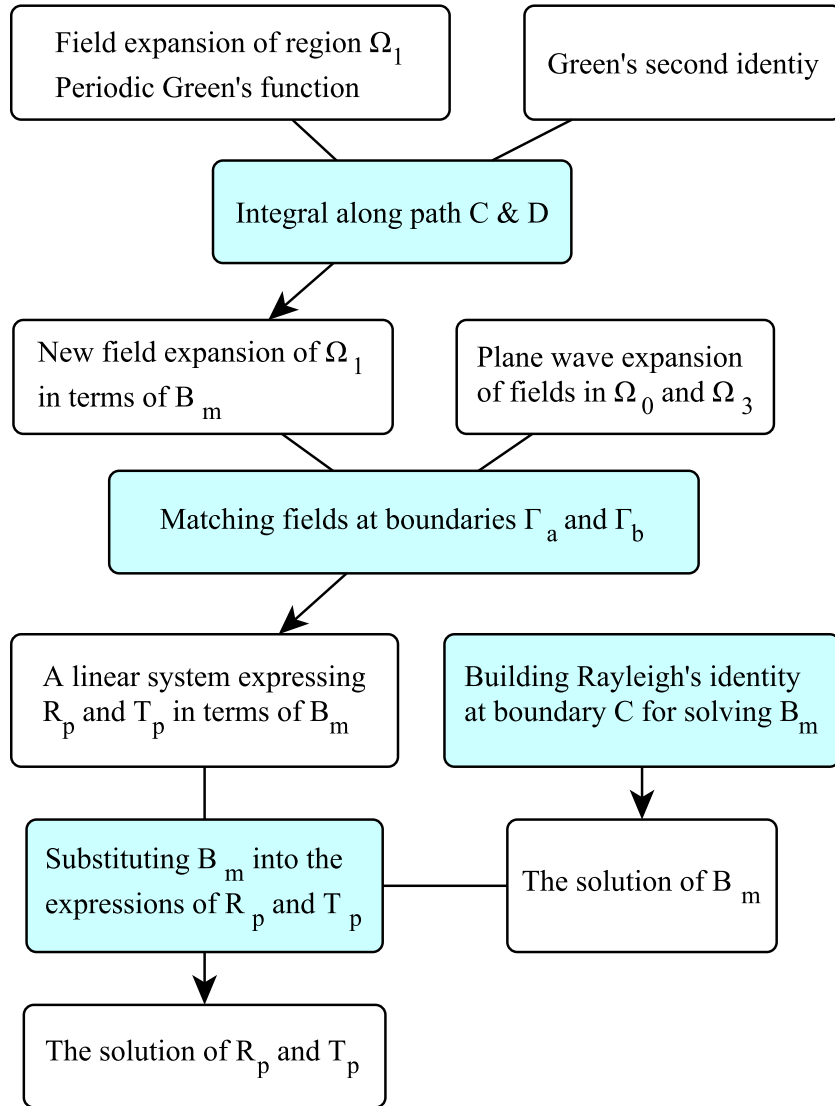 Field expansion of region Ω1
Periodic Green's function
Green's second identiy
Integral along path C & D
New field expansion of Ω1
in terms of Bm
Plane wave expansion
of fields in Ω0 and Ω3
Matching fields at boundaries Γa and Γb
A linear system expressing
Rp and Tp in terms of Bm
Building Rayleigh's identity
at boundary C for solving Bm
Substituting Bm into the
expressions of Rp and Tp
The solution of Bm
The solution of Rp and Tp